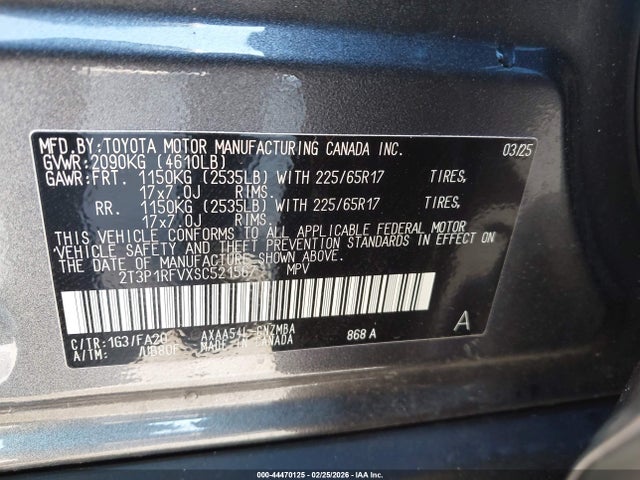 MFD.BY:TOYOTA MOTOR MANUFACTURING CANADA INC. 03/25
GVWR:2090KG (4610LB)
GAWR:FRT. 1150KG (2535LB) WITH 225/65R17 TIRES,
17x7.0J RIMS.
RR. 1150KG (2535LB) WITH 225/65R17 TIRES,
17x7.0J RIMS.
THIS VEHICLE CONFORMS TO ALL APPLICABLE FEDERAL MOTOR
VEHICLE SAFETY AND THEFT PREVENTION STANDARDS IN EFFECT ON
THE DATE OF MANUFACTURE SHOWN ABOVE.
MPV
C/TR:1G3/FA20 868 A A
A/TM: MADE IN CANADA
000-44470125 - 02/25/2026 - IAA Inc.